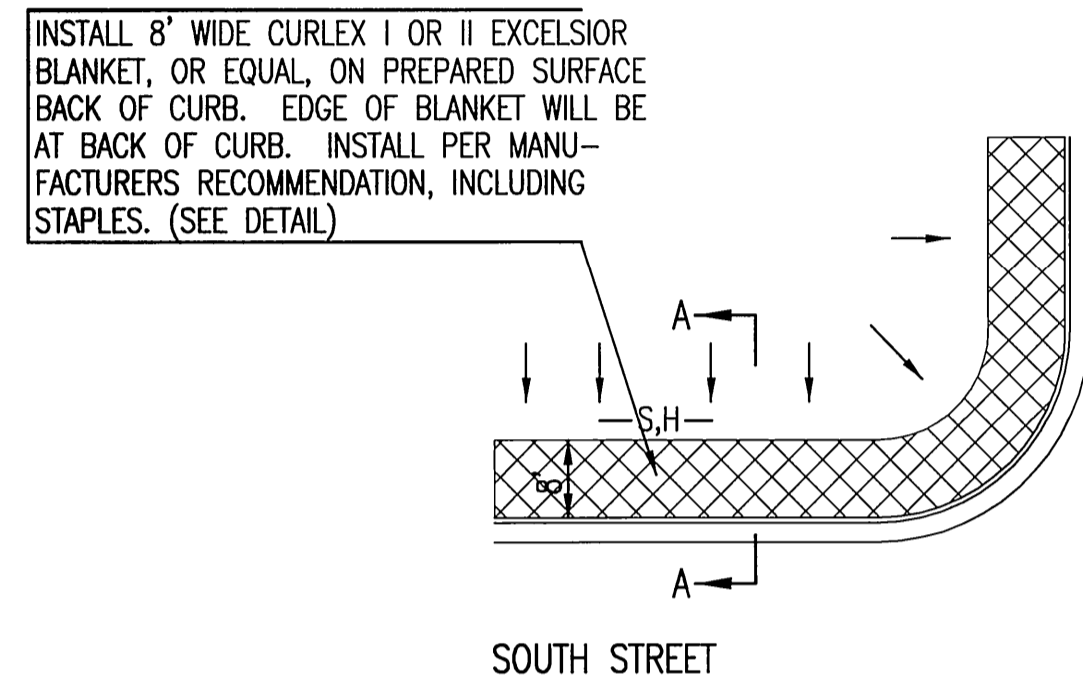 INSTALL 8' WIDE CURLEX I OR II EXCELSIOR
BLANKET, OR EQUAL, ON PREPARED SURFACE
BACK OF CURB. EDGE OF BLANKET WILL BE
AT BACK OF CURB. INSTALL PER MANU-
FACTURERS RECOMMENDATION, INCLUDING
STAPLES. (SEE DETAIL)
A
S,H
8'
A
SOUTH STREET